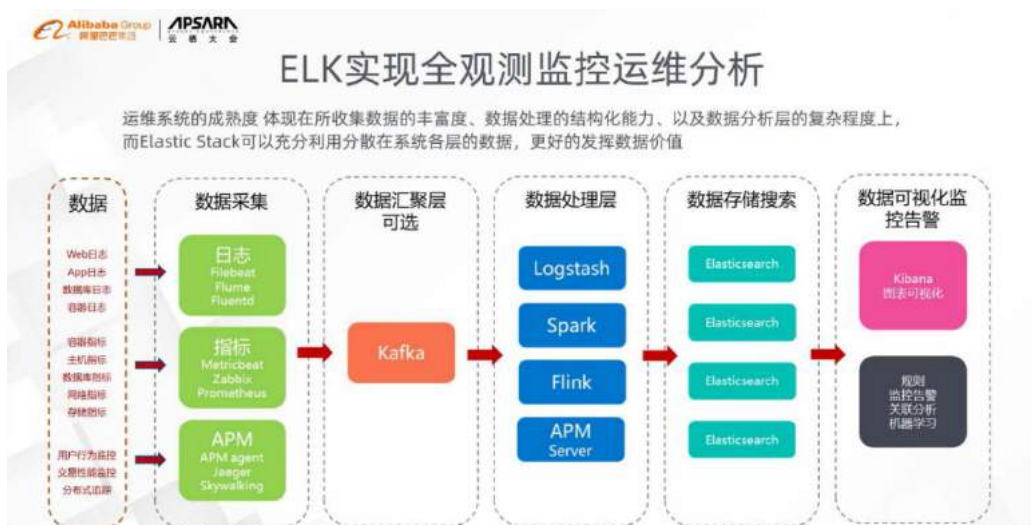 Alibaba Group
阿里巴巴集团
APSARA
云栖大会
ELK实现全观测监控运维分析
运维系统的成熟度 体现在所收集数据的丰富度、数据处理的结构化能力、以及数据分析层的复杂程度上，
而Elastic Stack可以充分利用分散在系统各层的数据，更好的发挥数据价值
数据
Web日志
App日志
数据库日志
容器日志
容器指标
主机指标
数据库指标
网络指标
存储指标
用户行为监控
交易性能监控
分布式追踪
数据采集
日志
Filebeat
Flume
Fluentd
指标
Metricbeat
Zabbix
Prometheus
APM
APM agent
Jaeger
Skywalking
数据汇聚层
可选
Kafka
数据处理层
Logstash
Spark
Flink
APM
Server
数据存储搜索
Elasticsearch
Elasticsearch
Elasticsearch
Elasticsearch
数据可视化监
控告警
Kibana
图表可视化
规则
监控告警
关联分析
机器学习